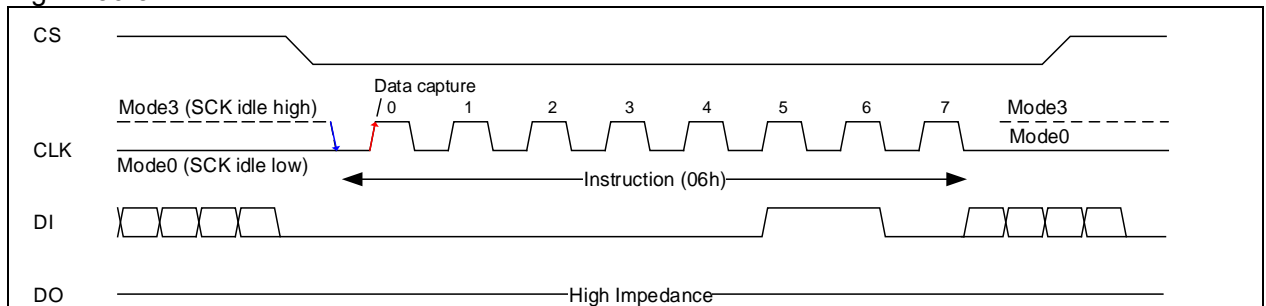 CS
Data capture
Mode3 (SCK idle high) 0 1 2 3 4 5 6 7 Mode3
CLK Mode0
Mode0 (SCK idle low)
Instruction (06h)
DI
DO High Impedance